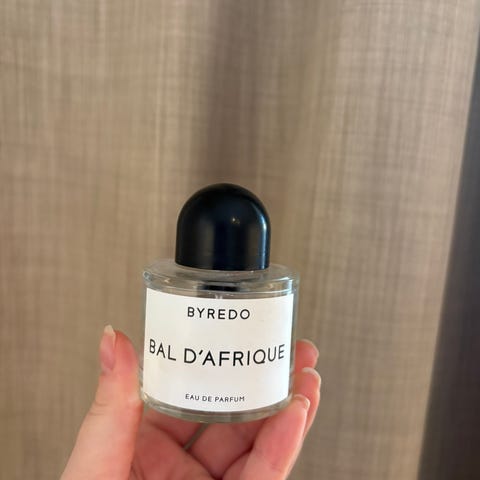 BYREDO
BAL D'AFRIQUE
EAU DE PARFUM